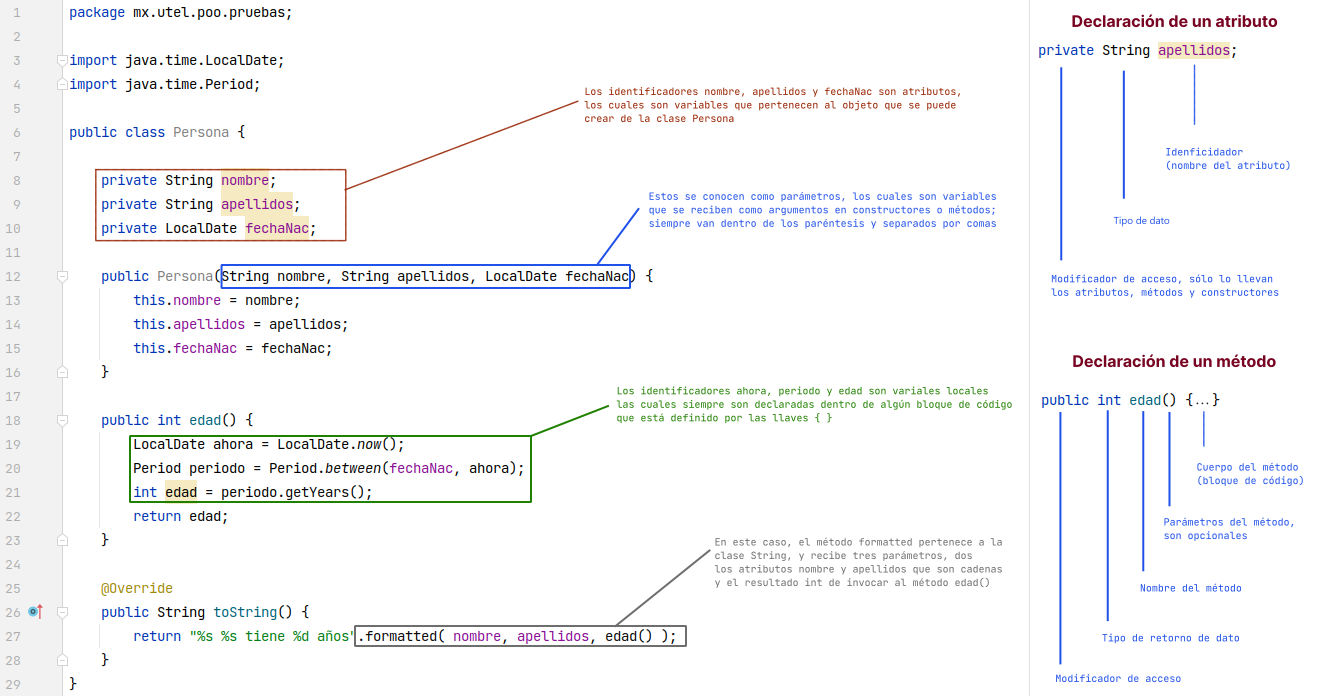 1 package mx.utel.poo.pruebas;
2
3 import java.time.LocalDate;
4 import java.time.Period;
5
6 public class Persona {
7
8 private String nombre;
9 private String apellidos;
10 private LocalDate fechaNac;
11
12 public Persona(String nombre, String apellidos, LocalDate fechaNac) {
13 this.nombre = nombre;
14 this.apellidos = apellidos;
15 this.fechaNac = fechaNac;
16 }
17
18 public int edad() {
19 LocalDate ahora = LocalDate.now();
20 Period periodo = Period.between(fechaNac, ahora);
21 int edad = periodo.getYears();
22 return edad;
23 }
24
25 @Override
26 public String toString() {
27 return "%s %s tiene %d años".formatted( nombre, apellidos, edad() );
28 }
29 }
Los identificadores nombre, apellidos y fechaNac son atributos,
los cuales son variables que pertenecen al objeto que se puede
crear de la clase Persona
Estos se conocen como parámetros, los cuales son variables
que se reciben como argumentos en constructores o métodos;
siempre van dentro de los paréntesis y separados por comas
Los identificadores ahora, periodo y edad son variales locales
las cuales siempre son declaradas dentro de algún bloque de código
que está definido por las llaves { }
En este caso, el método formatted pertenece a la
clase String, y recibe tres parámetros, dos
los atributos nombre y apellidos que son cadenas
y el resultado int de invocar al método edad()
Declaración de un atributo
private String apellidos;
Idenficidador
(nombre del atributo)
Tipo de dato
Modificador de acceso, sólo lo llevan
los atributos, métodos y constructores
Declaración de un método
public int edad() {...}
Cuerpo del método
(bloque de código)
Parámetros del método,
son opcionales
Nombre del método
Tipo de retorno de dato
Modificador de acceso